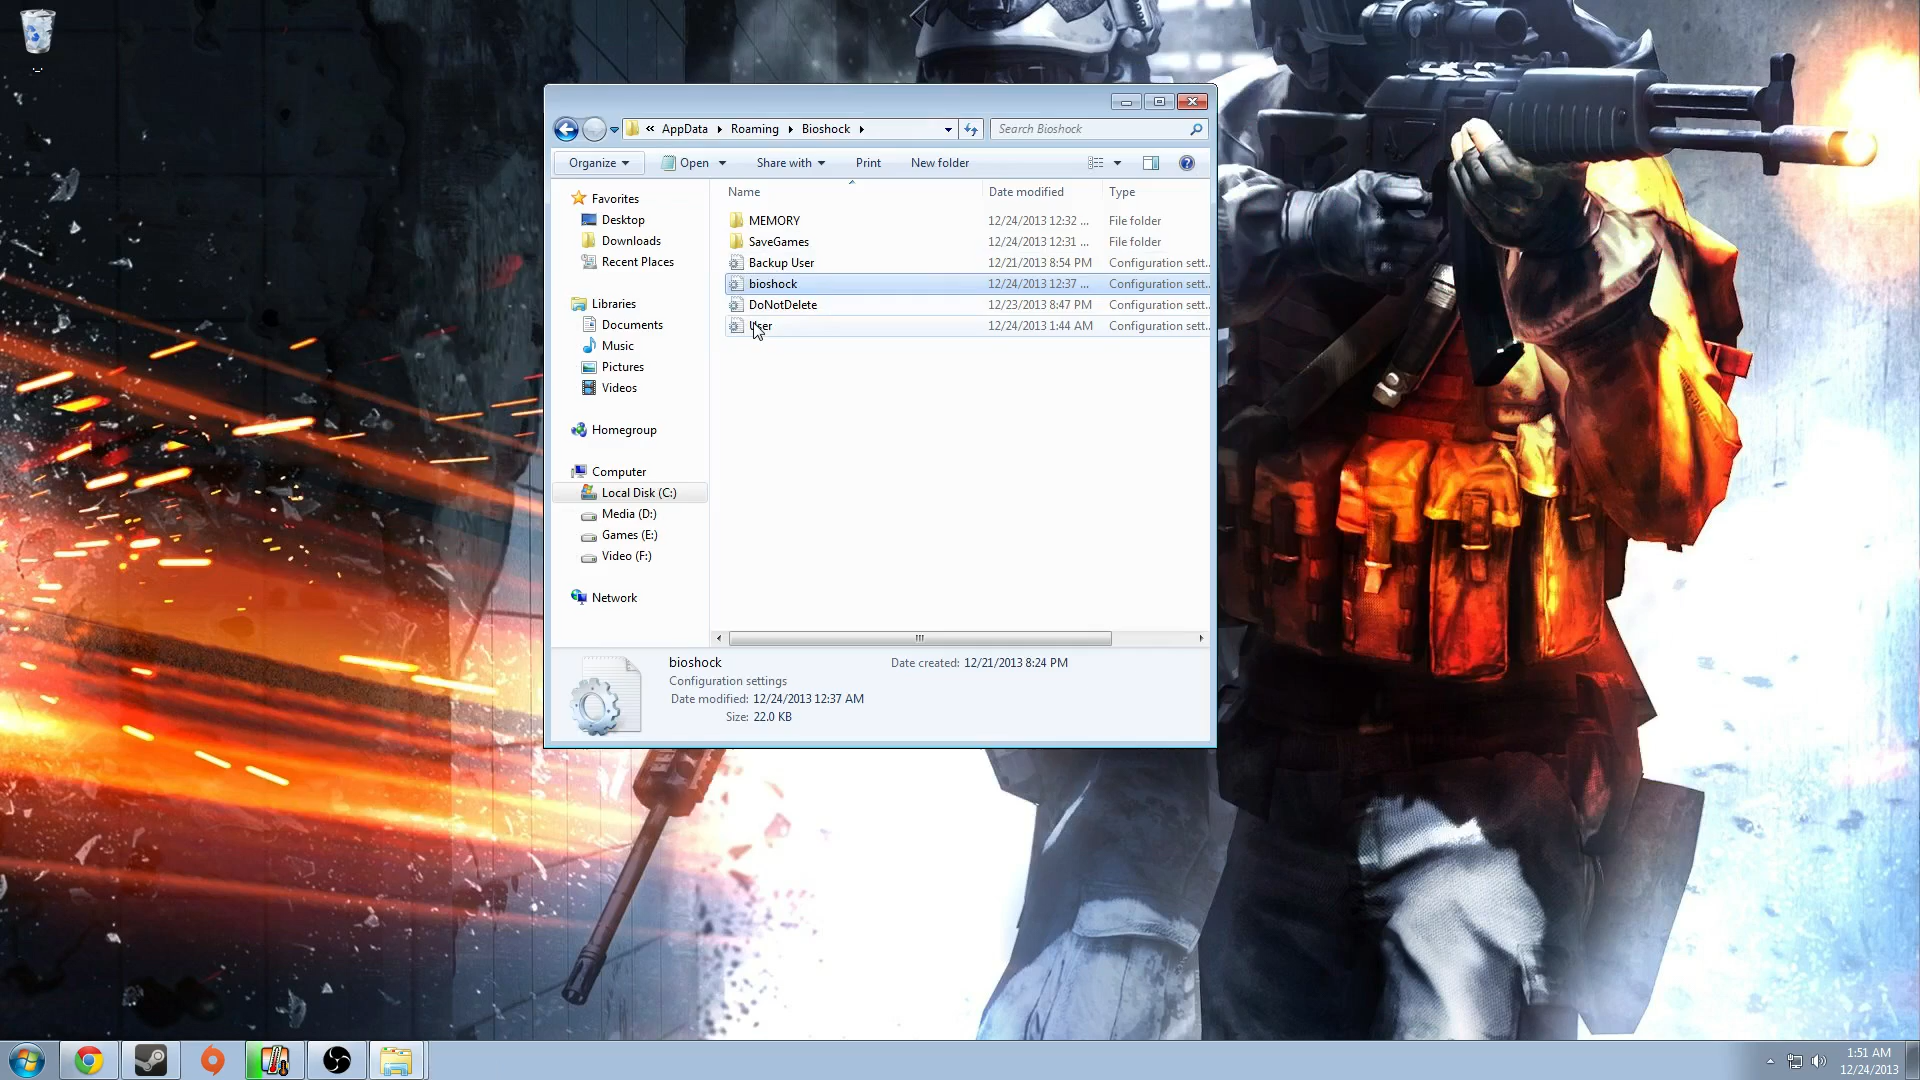 « AppData Roaming Bioshock
Search Bioshock
Organize Open Share with Print New folder
Name Date modified Type
MEMORY 12/24/2013 12:32 ... File folder
SaveGames 12/24/2013 12:31 ... File folder
Backup User 12/21/2013 8:54 PM Configuration sett...
bioshock 12/24/2013 12:37 ... Configuration sett...
DoNotDelete 12/23/2013 8:47 PM Configuration sett...
User 12/24/2013 1:44 AM Configuration sett...
Favorites
Desktop
Downloads
Recent Places
Libraries
Documents
Music
Pictures
Videos
Homegroup
Computer
Local Disk (C:)
Media (D:)
Games (E:)
Video (F:)
Network
bioshock Date created: 12/21/2013 8:24 PM
Configuration settings
Date modified: 12/24/2013 12:37 AM
Size: 22.0 KB
1:51 AM
12/24/2013